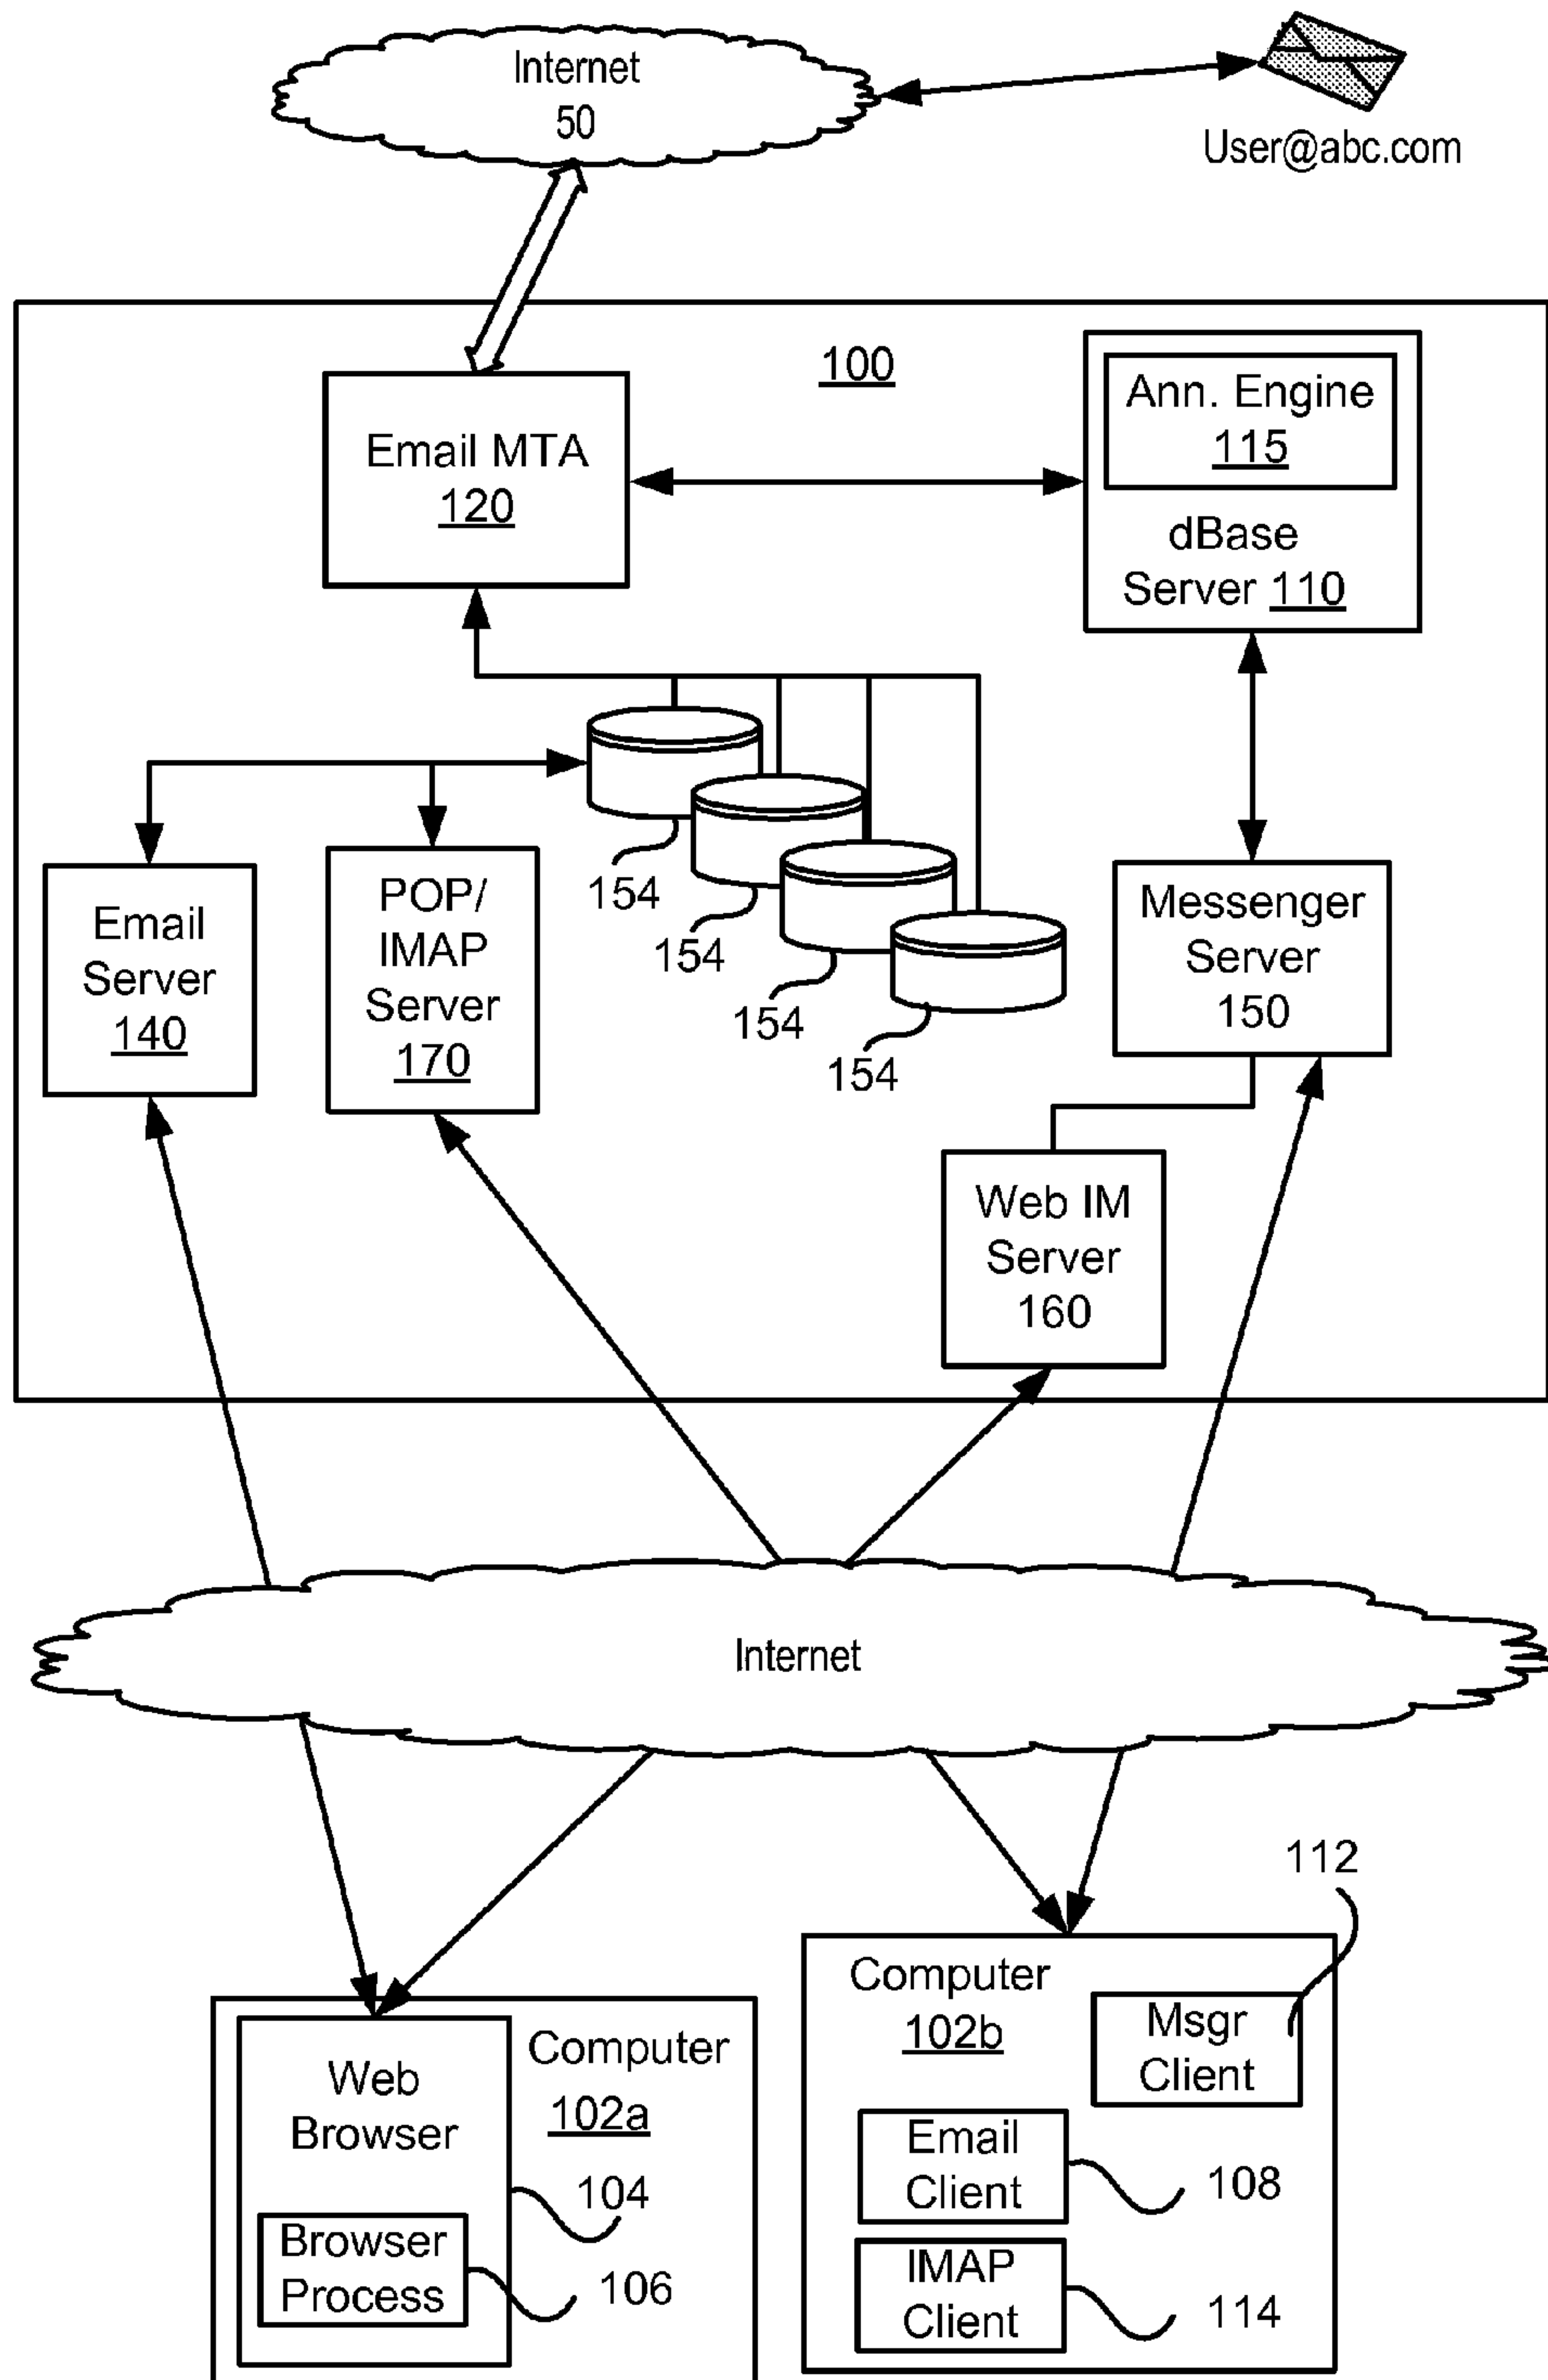 Internet
50
User@abc.com
100
Ann. Engine
115
dBase
Server 110
Email MTA
120
154
154
154
154
Email
Server
140
POP/
IMAP
Server
170
Messenger
Server
150
Web IM
Server
160
Internet
112
Computer
102b
Msgr
Client
Email
Client
108
IMAP
Client
114
Computer
102a
Web
Browser
104
Browser
Process
106